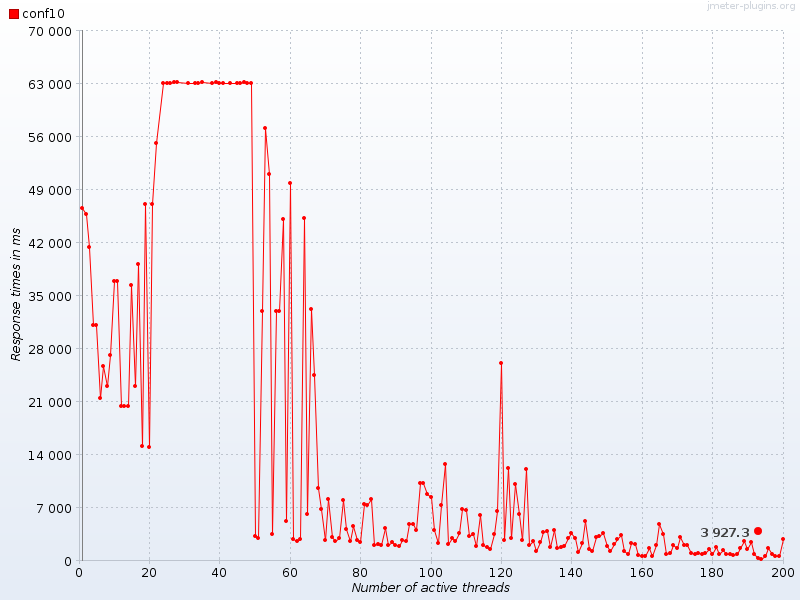 jmeter-plugins.org
conf10
70 000
63 000
56 000
49 000
42 000
35 000
28 000
21 000
14 000
7 000
0
Response times in ms
3 927.3
0 20 40 60 80 100 120 140 160 180 200
Number of active threads